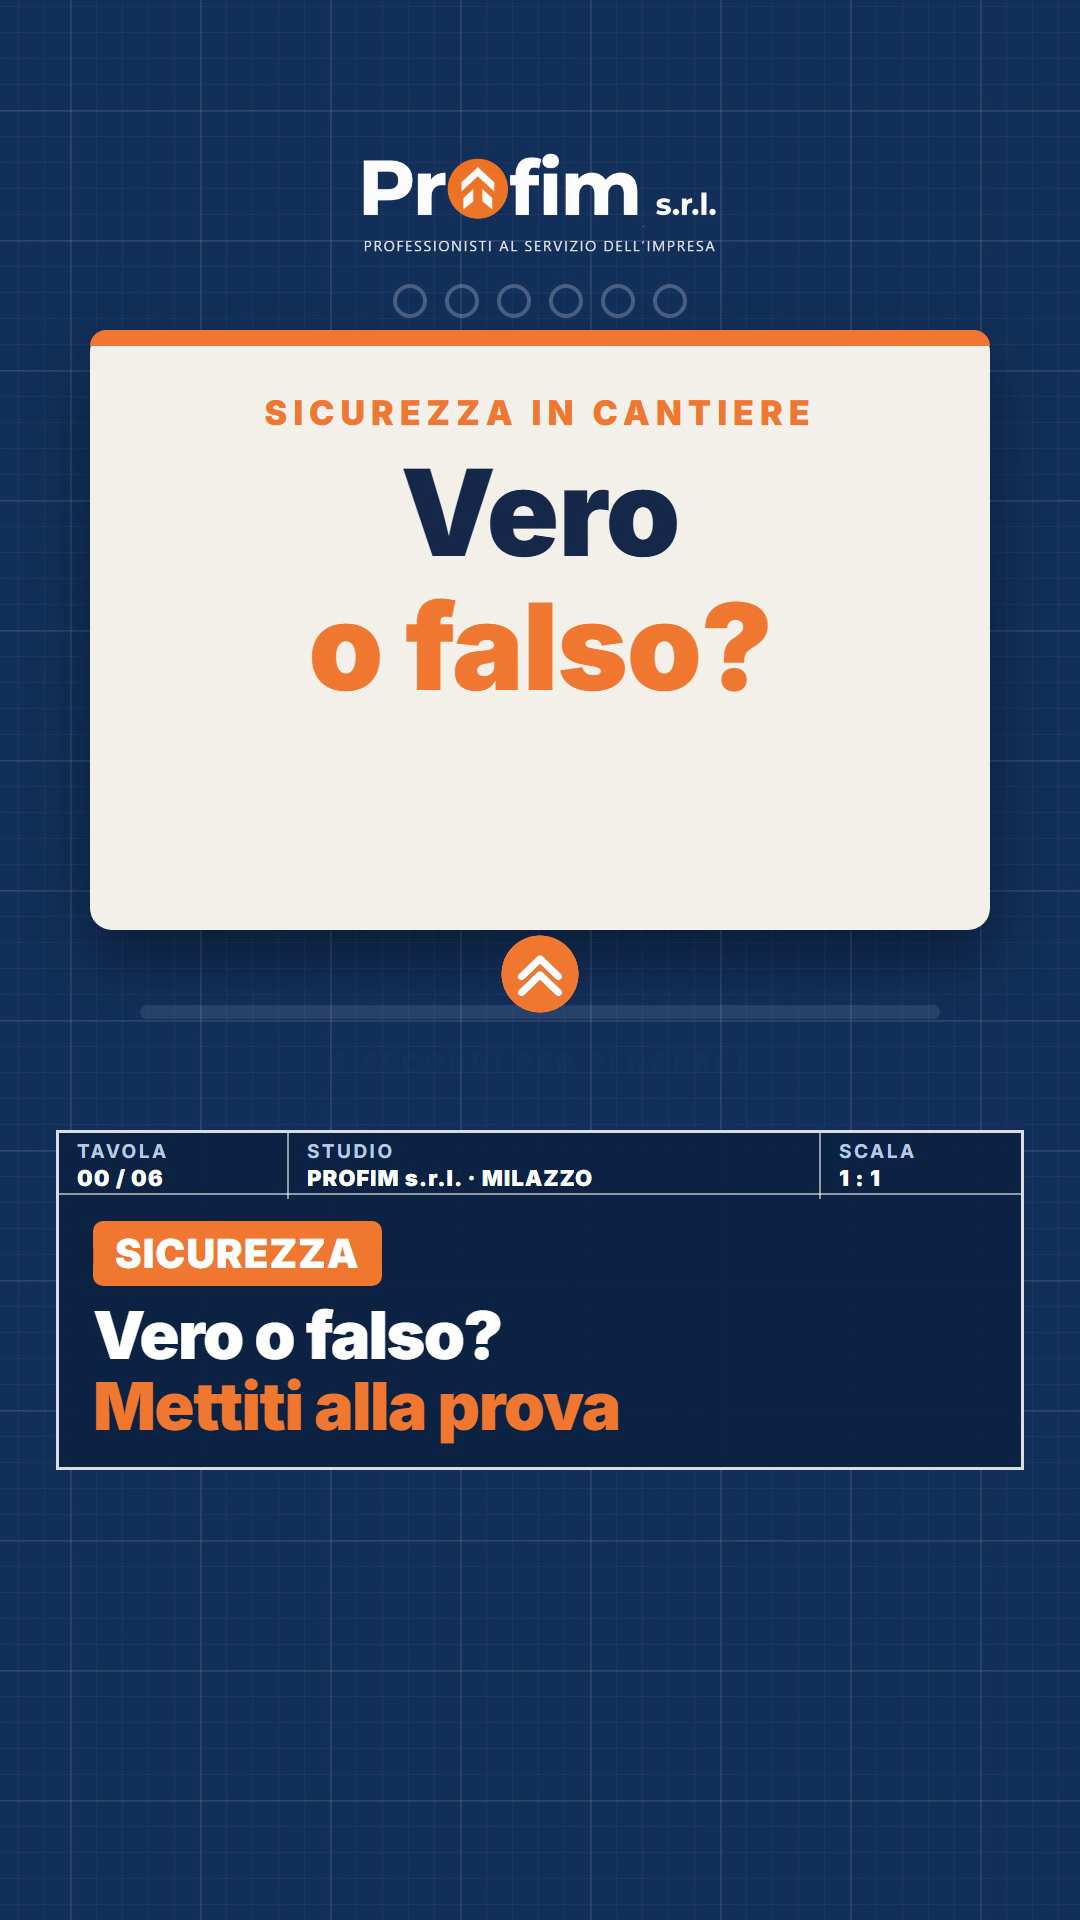 Profim s.r.l.
PROFESSIONISTI AL SERVIZIO DELL'IMPRESA
SICUREZZA IN CANTIERE
Vero
o falso?
TAVOLA
00 / 06
STUDIO
PROFIM s.r.l. · MILAZZO
SCALA
1 : 1
SICUREZZA
Vero o falso?
Mettiti alla prova